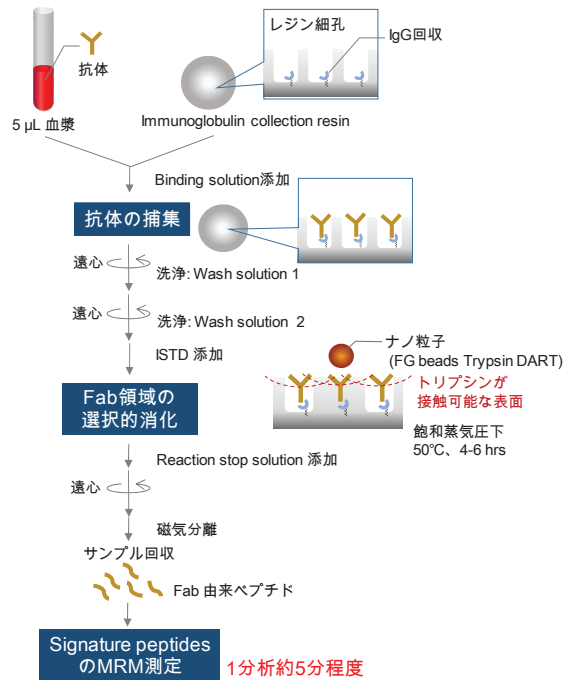 レジン細孔
IgG回収
抗体
5 µL 血漿
Immunoglobulin collection resin
Binding solution添加
抗体の捕集
遠心
洗浄: Wash solution 1
遠心
洗浄: Wash solution 2
ISTD 添加
ナノ粒子
(FG beads Trypsin DART)
トリプシンが
接触可能な表面
Fab領域の
選択的消化
飽和蒸気圧下
50℃、4-6 hrs
Reaction stop solution 添加
遠心
磁気分離
サンプル回収
Fab 由来ペプチド
Signature peptides
のMRM測定
1分析約5分程度